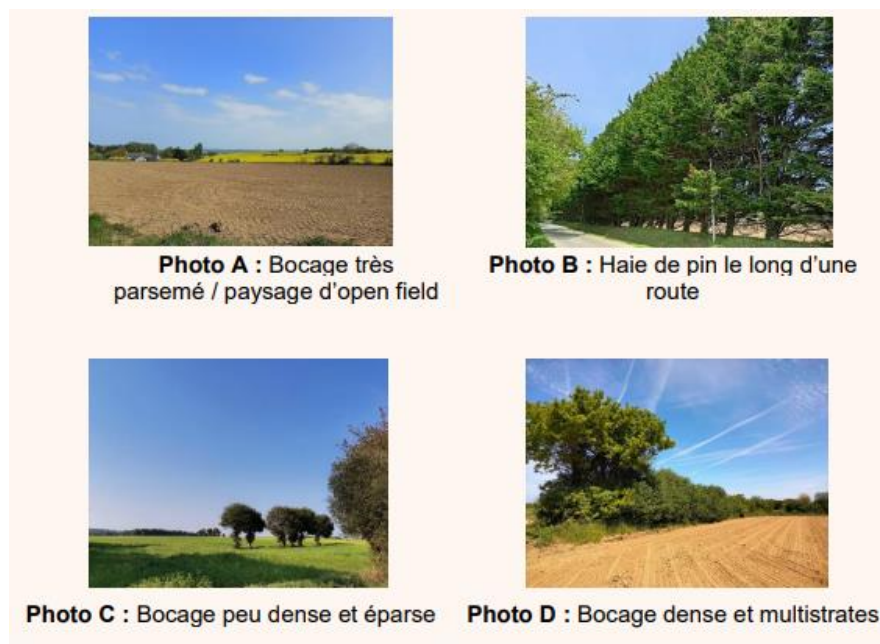 Photo A : Bocage très
parsemé / paysage d'open field
Photo B : Haie de pin le long d'une
route
Photo C : Bocage peu dense et éparse
Photo D : Bocage dense et multistrates